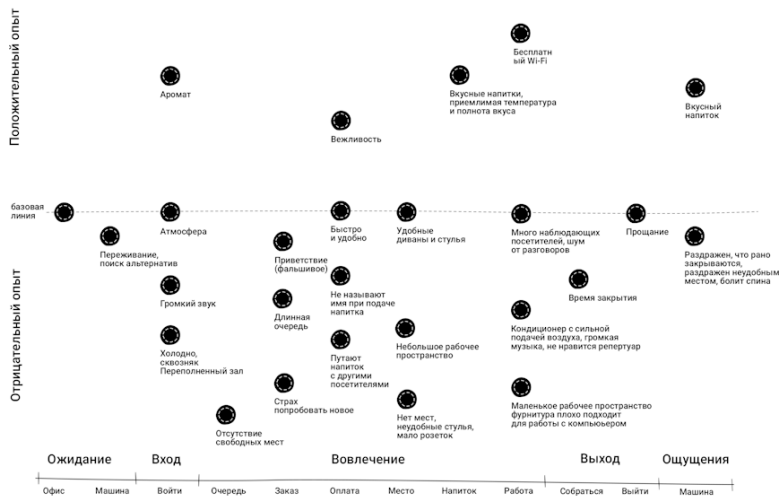 Положительный опыт
Бесплатн
ый Wi-Fi
Аромат
Вкусные напитки,
приемлимая температура
и полнота вкуса
Вкусный
напиток
Вежливость
базовая
линия
Атмосфера
Быстро
и удобно
Удобные
диваны и стулья
Много наблюдающих
посетителей, шум
от разговоров
Прощание
Переживание,
поиск альтернатив
Приветствие
(фальшивое)
Раздражен, что рано
закрываются,
раздражен неудобным
местом, болит спина
Отрицательный опыт
Громкий звук
Не называют
имя при подаче
напитка
Время закрытия
Длинная
очередь
Кондиционер с сильной
подачей воздуха, громкая
музыка, не нравится репертуар
Холодно,
сквозняк
Переполненный зал
Небольшое рабочее
пространство
Путают
напиток
с другими
посетителями
Страх
попробовать новое
Маленькое рабочее пространство
фурнитура плохо подходит
для работы с компьюьером
Нет мест,
неудобные стулья,
мало розеток
Отсутствие
свободных мест
Ожидание
Вход
Вовлечение
Выход
Ощущения
Офис
Машина
Войти
Очередь
Заказ
Оплата
Место
Напиток
Работа
Собраться
Выйти
Машина